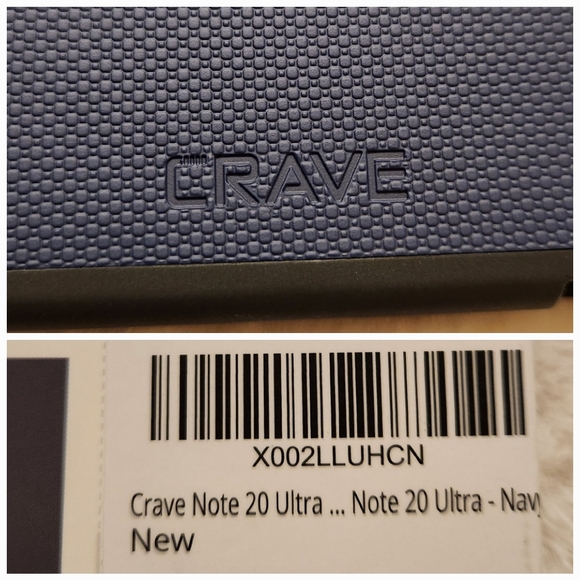 CRAVE
X002LLUHCN
Crave Note 20 Ultra ... Note 20 Ultra - Navy
New